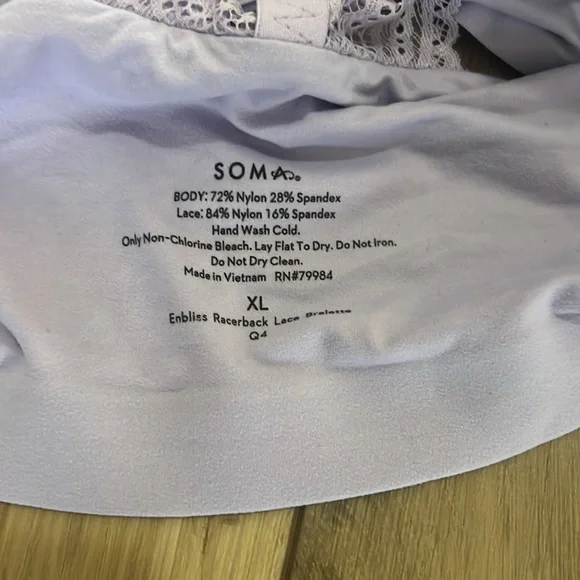 SOMA
BODY: 72% Nylon 28% Spandex
Lace: 84% Nylon 16% Spandex
Hand Wash Cold.
Only Non-Chlorine Bleach. Lay Flat To Dry. Do Not Iron.
Do Not Dry Clean.
Made in Vietnam RN#79984
XL
Enbliss Racerback Lace Bralette
Q4